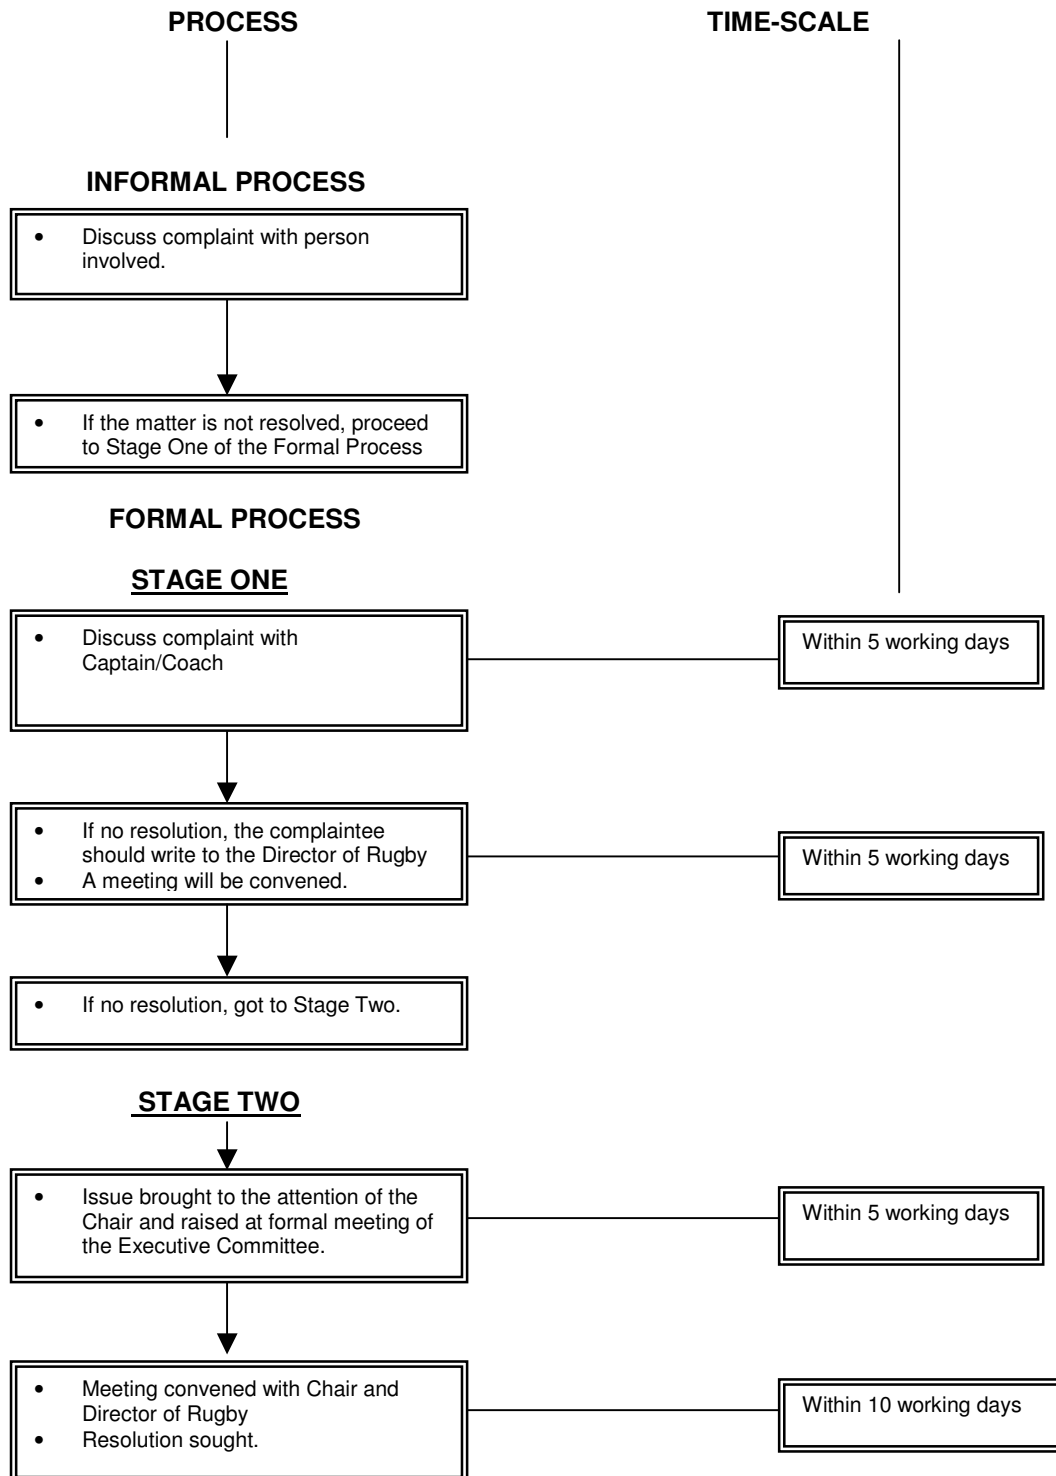 PROCESS
TIME-SCALE
INFORMAL PROCESS
• Discuss complaint with person
involved.
• If the matter is not resolved, proceed
to Stage One of the Formal Process
FORMAL PROCESS
STAGE ONE
• Discuss complaint with
Captain/Coach
Within 5 working days
• If no resolution, the complaintee
should write to the Director of Rugby
• A meeting will be convened.
Within 5 working days
• If no resolution, got to Stage Two.
STAGE TWO
• Issue brought to the attention of the
Chair and raised at formal meeting of
the Executive Committee.
Within 5 working days
• Meeting convened with Chair and
Director of Rugby
• Resolution sought.
Within 10 working days